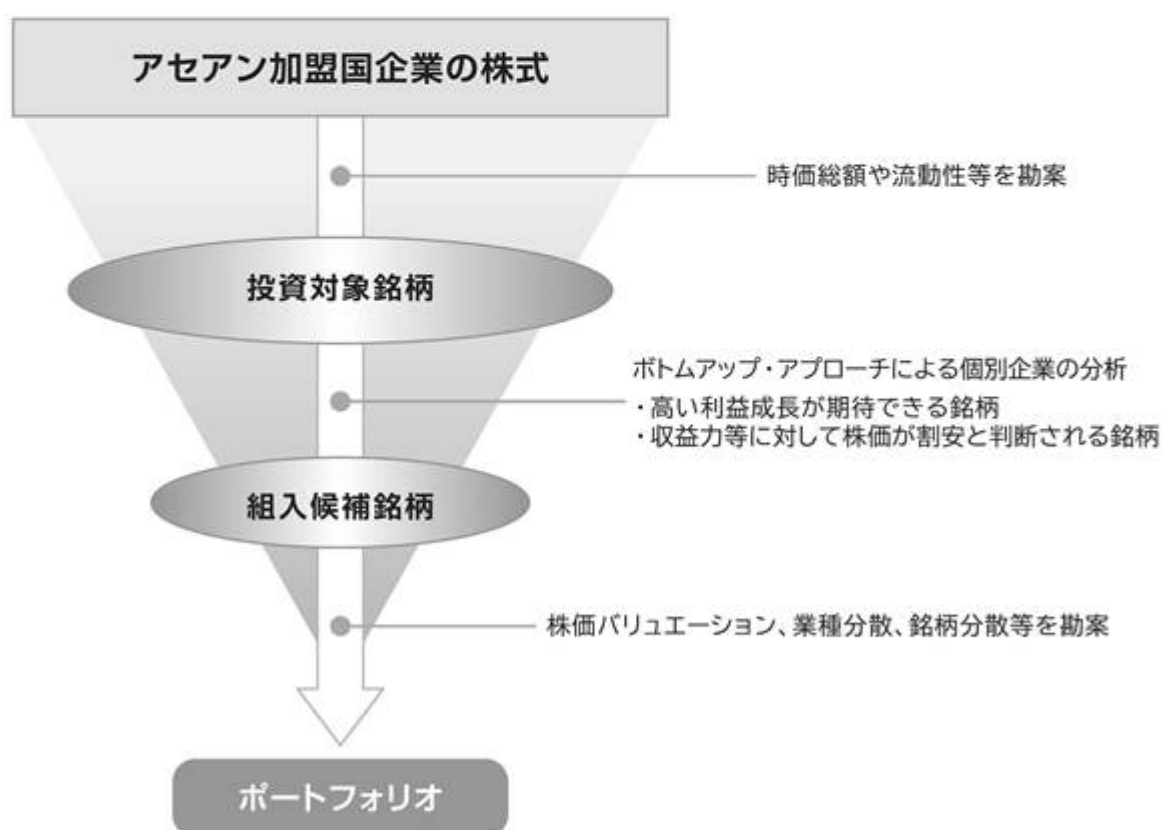 アセアン加盟国企業の株式
時価総額や流動性等を勘案
投資対象銘柄
ボトムアップ・アプローチによる個別企業の分析
・高い利益成長が期待できる銘柄
・収益力等に対して株価が割安と判断される銘柄
組入候補銘柄
株価バリュエーション、業種分散、銘柄分散等を勘案
ポートフォリオ